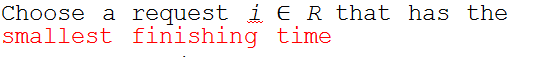 Choose a request i ∈ R that has the
smallest finishing time